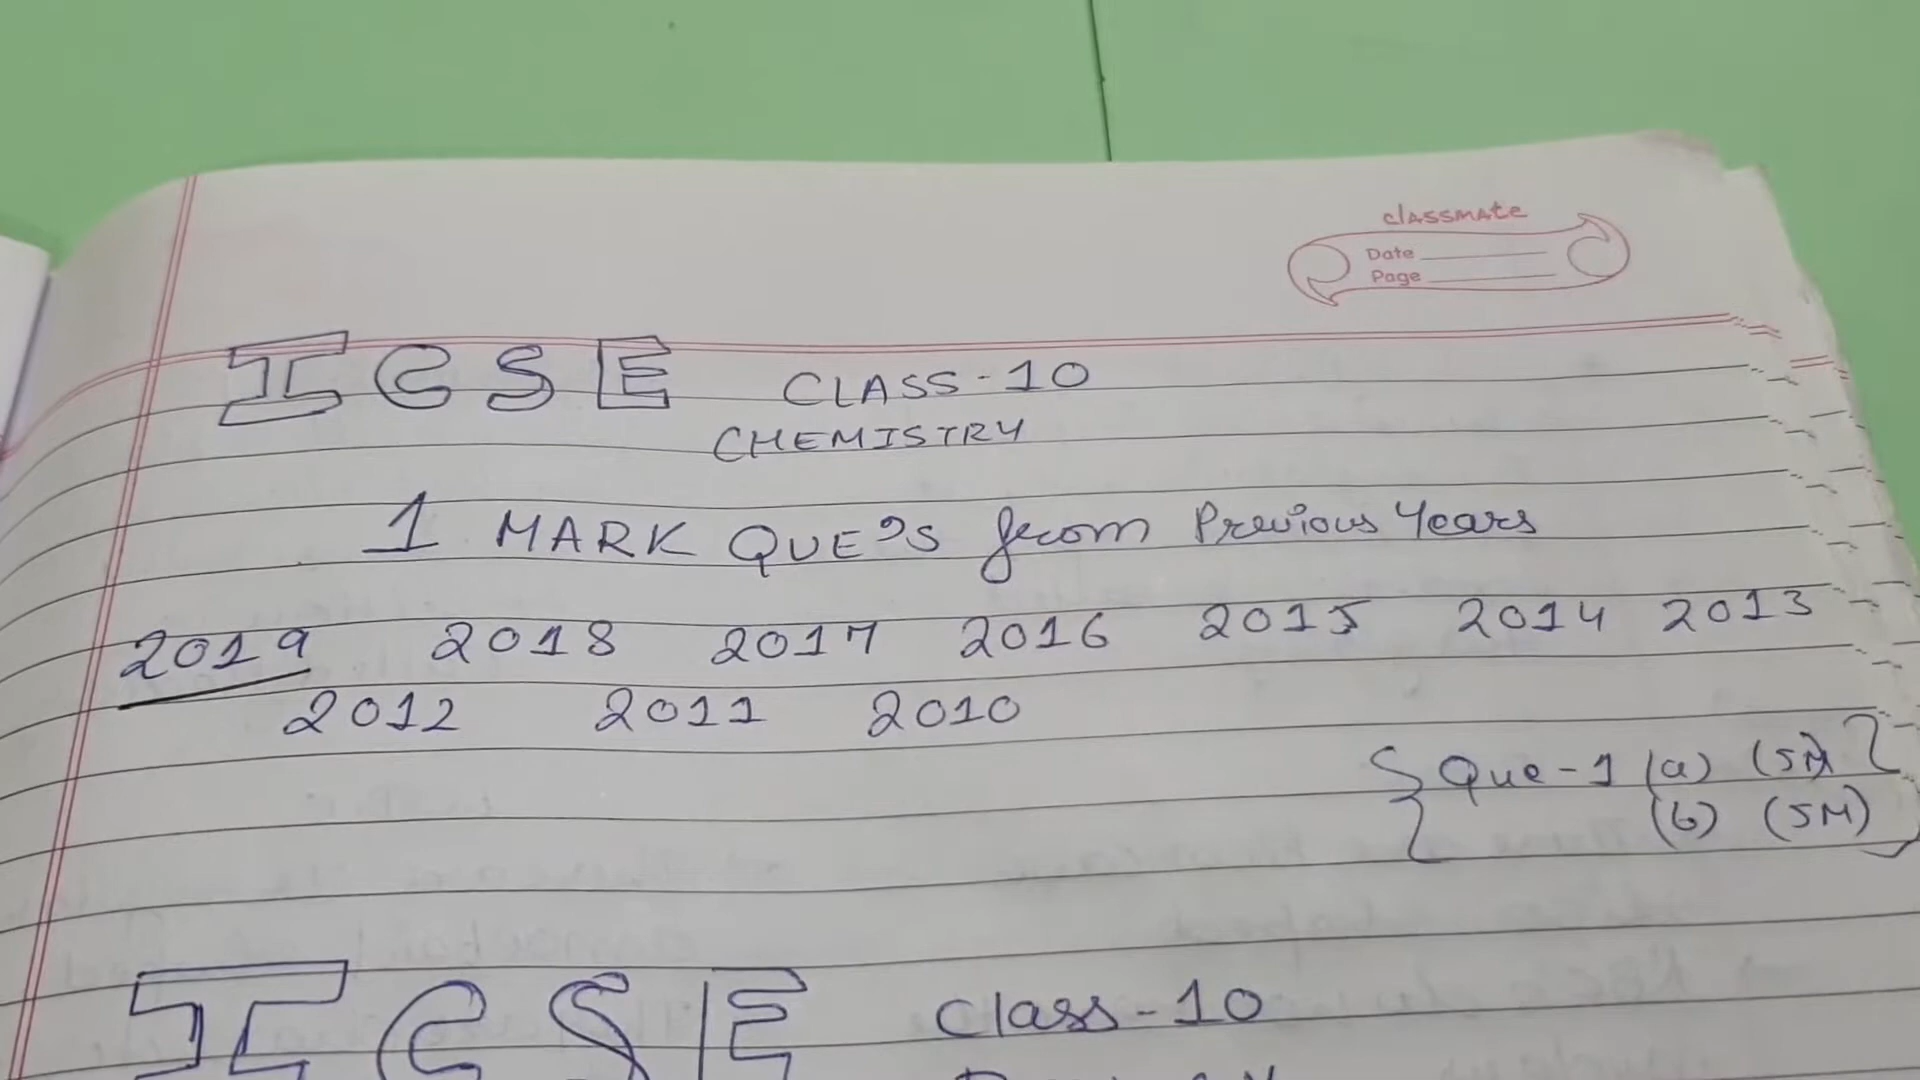 classmate
Date
Page
ICSE CLASS-10
CHEMISTRY
1 MARK QUE'S from Previous Years
2019 2018 2017 2016 2015 2014 2013
2012 2011 2010
{ Que-1 (a) (5M) }
(b) (5M)
ICSE Class-10